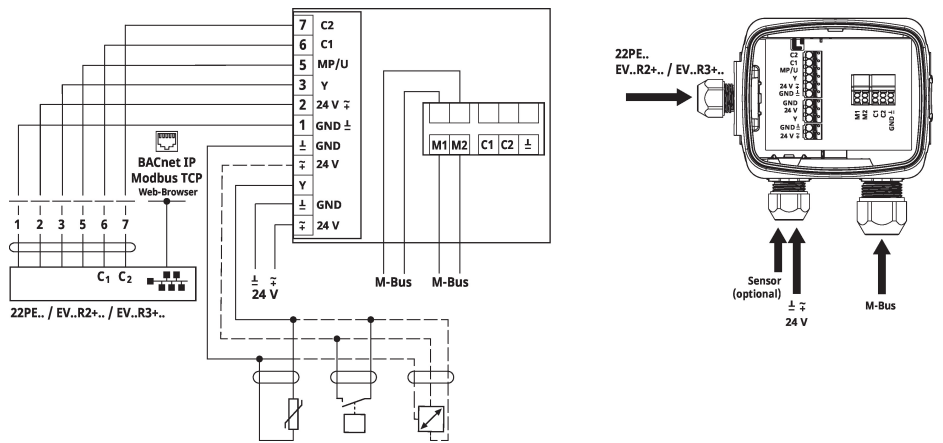 7 C2
6 C1
5 MP/U
3 Y
2 24 V
1 GND
GND
24 V
Y
GND
24 V
M1 M2 C1 C2
BACnet IP
Modbus TCP
Web-Browser
1 2 3 5 6 7
C1 C2
22PE.. / EV..R2+.. / EV..R3+..
24 V
M-Bus M-Bus
22PE..
EV..R2+.. / EV..R3+..
C2
C1
MP/U
Y
24 V
GND
GND
24 V
Y
GND
24 V
M1
M2
C1
C2
GND
Sensor
(optional)
24 V
M-Bus